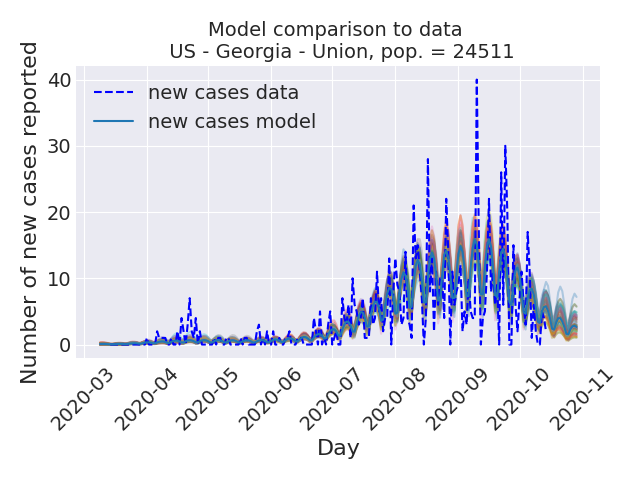 Model comparison to data
US - Georgia - Union, pop. = 24511
Number of new cases reported
40
30
20
10
0
new cases data
new cases model
2020-03
2020-04
2020-05
2020-06
2020-07
2020-08
2020-09
2020-10
2020-11
Day